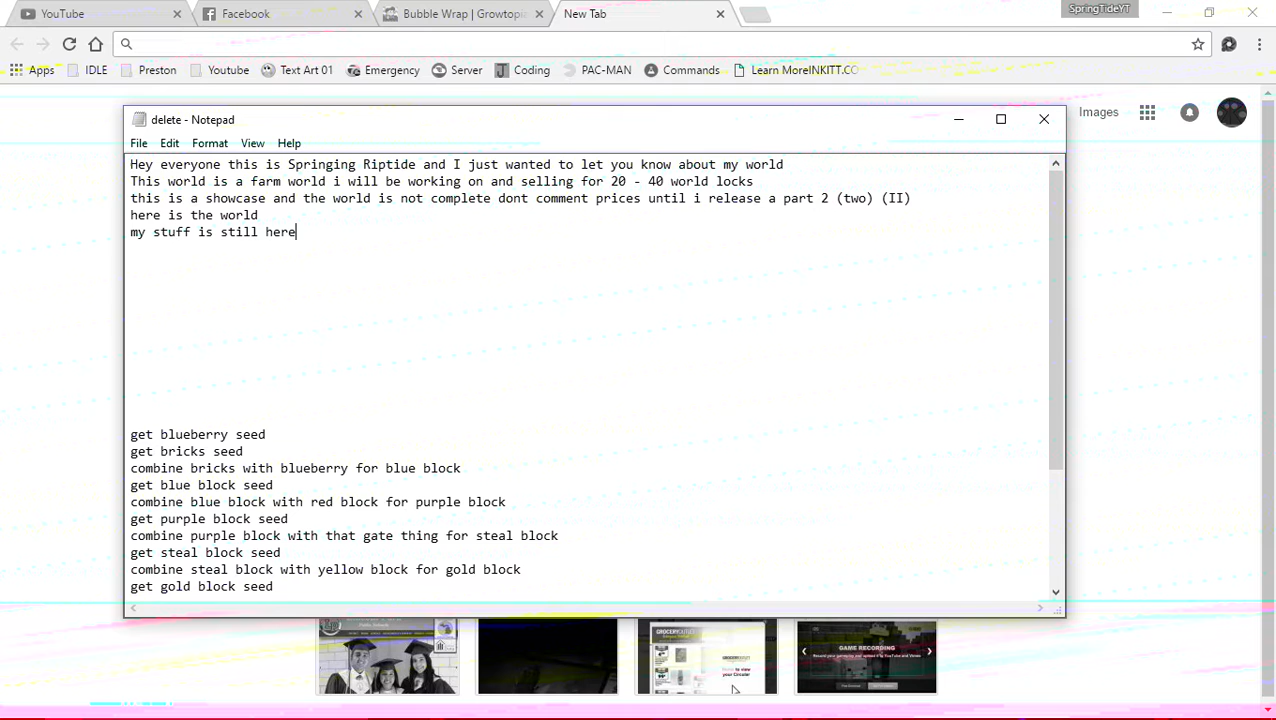 YouTube
Facebook
Bubble Wrap | Growtopi
New Tab
SpringTideYT
Apps
IDLE
Preston
Youtube
Text Art 01
Emergency
Server
Coding
PAC-MAN
Commands
Learn MoreINKITT.CO
Images
delete - Notepad
File Edit Format View Help
Hey everyone this is Springing Riptide and I just wanted to let you know about my world
This world is a farm world i will be working on and selling for 20 - 40 world locks
this is a showcase and the world is not complete dont comment prices until i release a part 2 (two) (II)
here is the world
my stuff is still here
get blueberry seed
get bricks seed
combine bricks with blueberry for blue block
get blue block seed
combine blue block with red block for purple block
get purple block seed
combine purple block with that gate thing for steal block
get steal block seed
combine steal block with yellow block for gold block
get gold block seed
GAME RECORDING